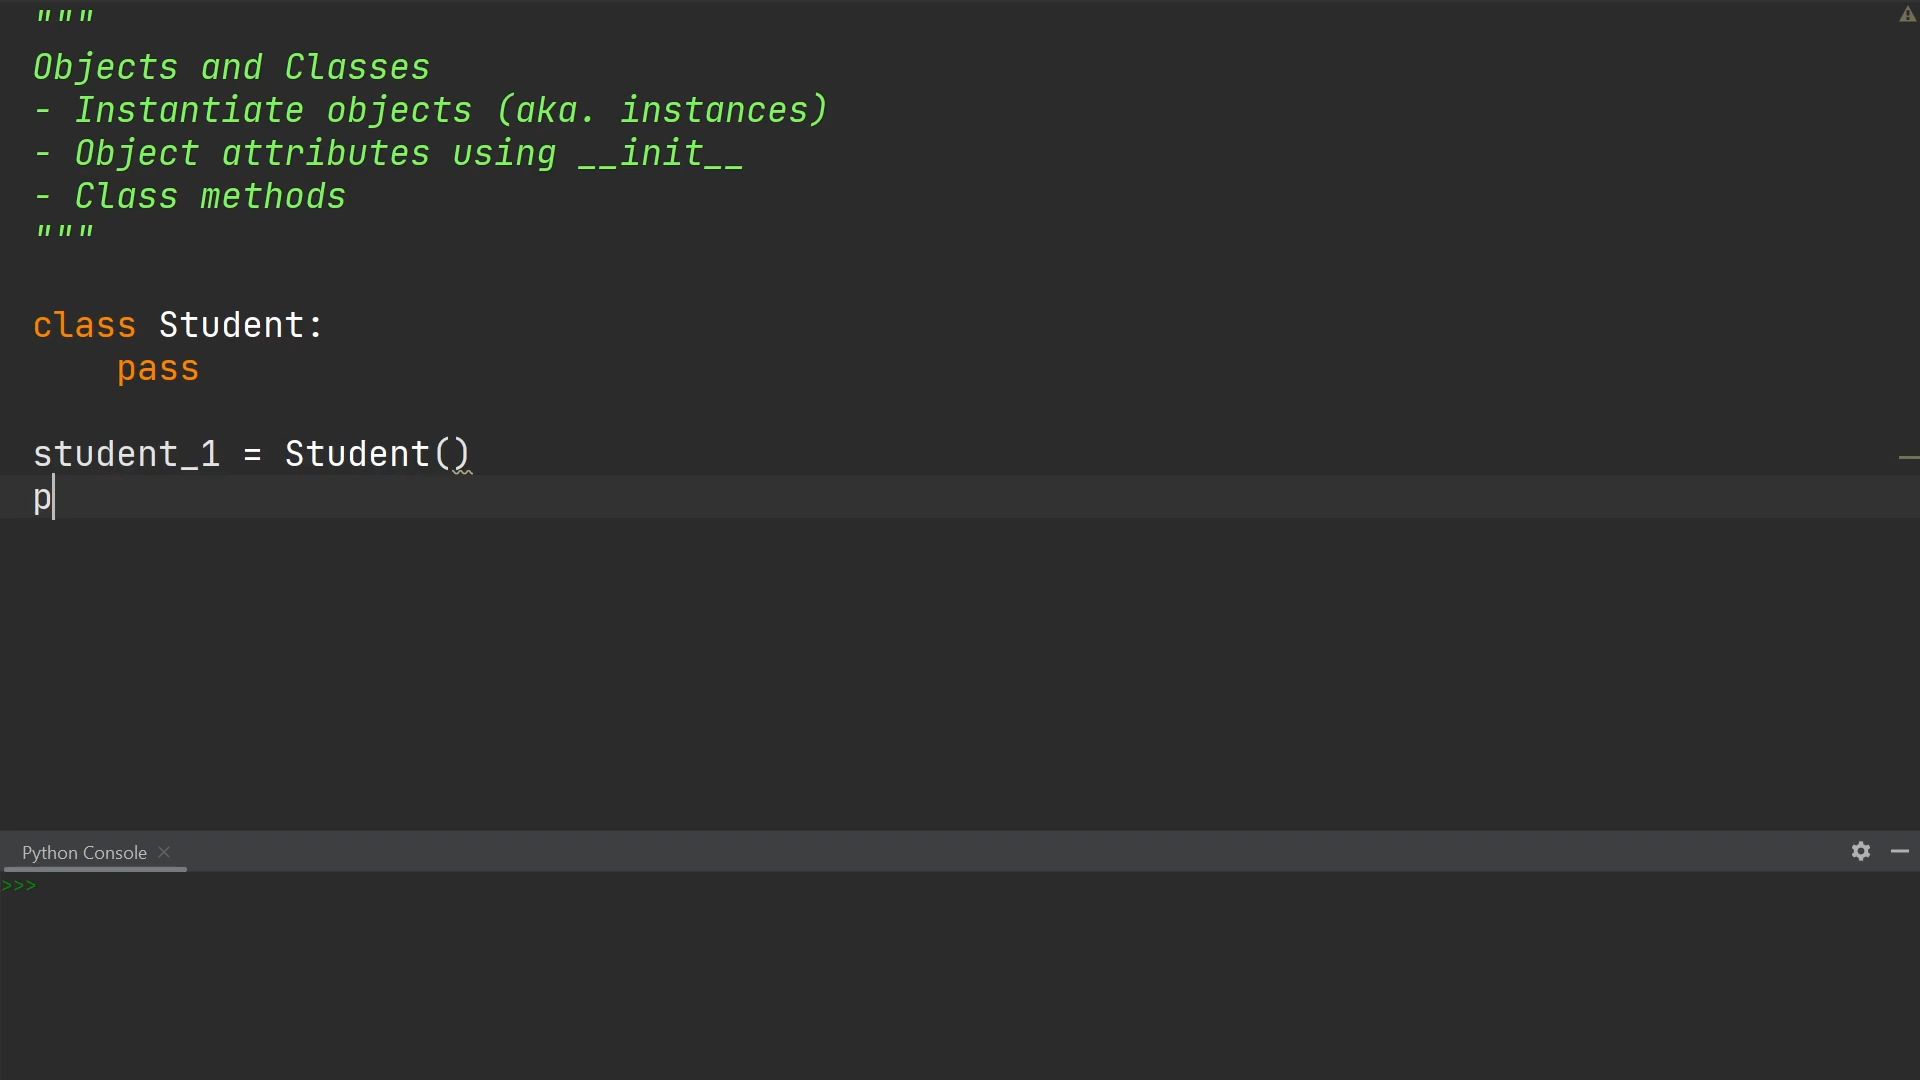 """
Objects and Classes
- Instantiate objects (aka. instances)
- Object attributes using __init__
- Class methods
"""
class Student:
    pass
student_1 = Student()
p
Python Console
>>>